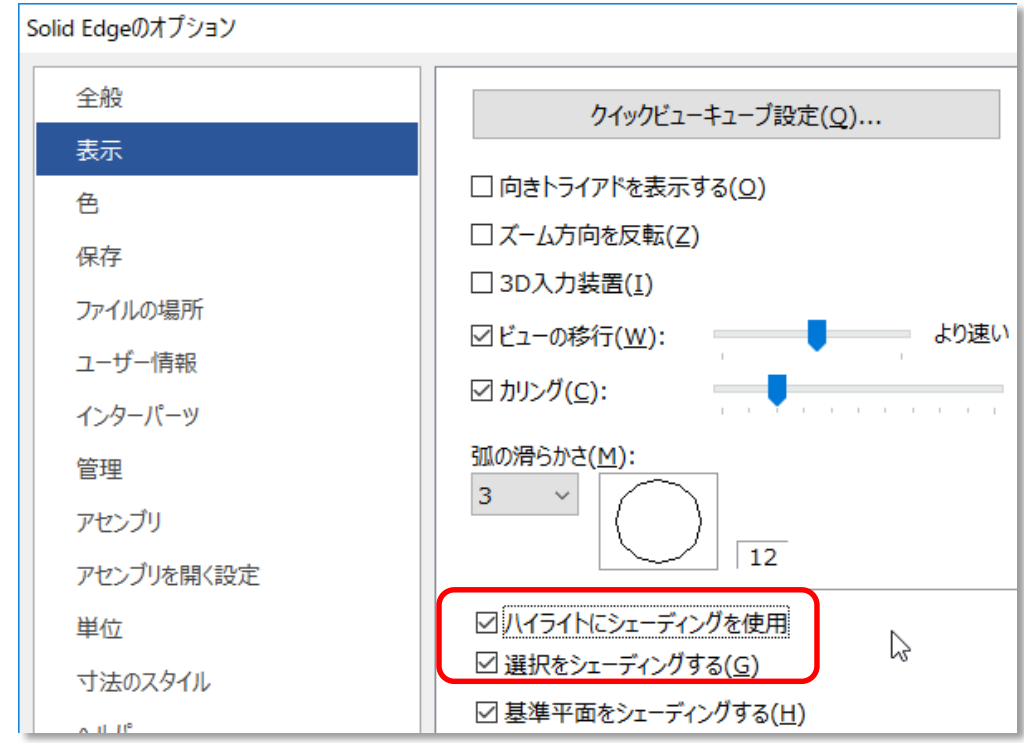 Solid Edgeのオプション
全般
表示
色
保存
ファイルの場所
ユーザー情報
インターパーツ
管理
アセンブリ
アセンブリを開く設定
単位
寸法のスタイル
クイックビューキューブ設定(Q)...
向きトライアドを表示する(O)
ズーム方向を反転(Z)
3D入力装置(I)
ビューの移行(W): より速い
カリング(C):
弧の滑らかさ(M):
3
12
ハイライトにシェーディングを使用
選択をシェーディングする(G)
基準平面をシェーディングする(H)